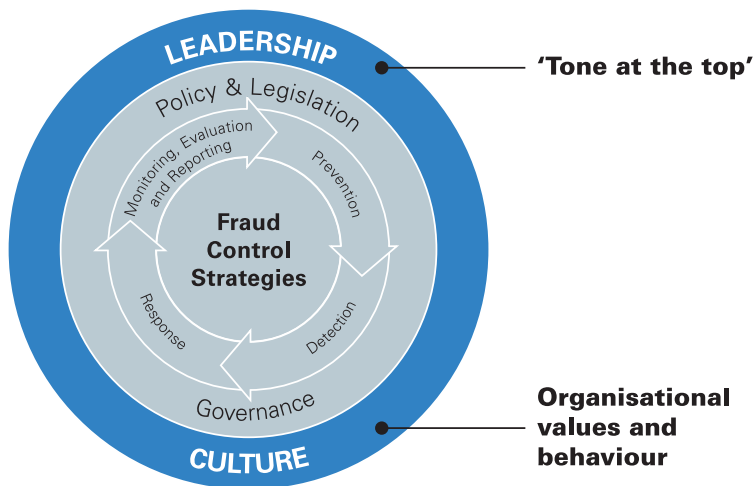 LEADERSHIP
‘Tone at the top’
Policy & Legislation
Monitoring, Evaluation
and Reporting
Prevention
Fraud
Control
Strategies
Response
Detection
Governance
Organisational
values and
behaviour
CULTURE